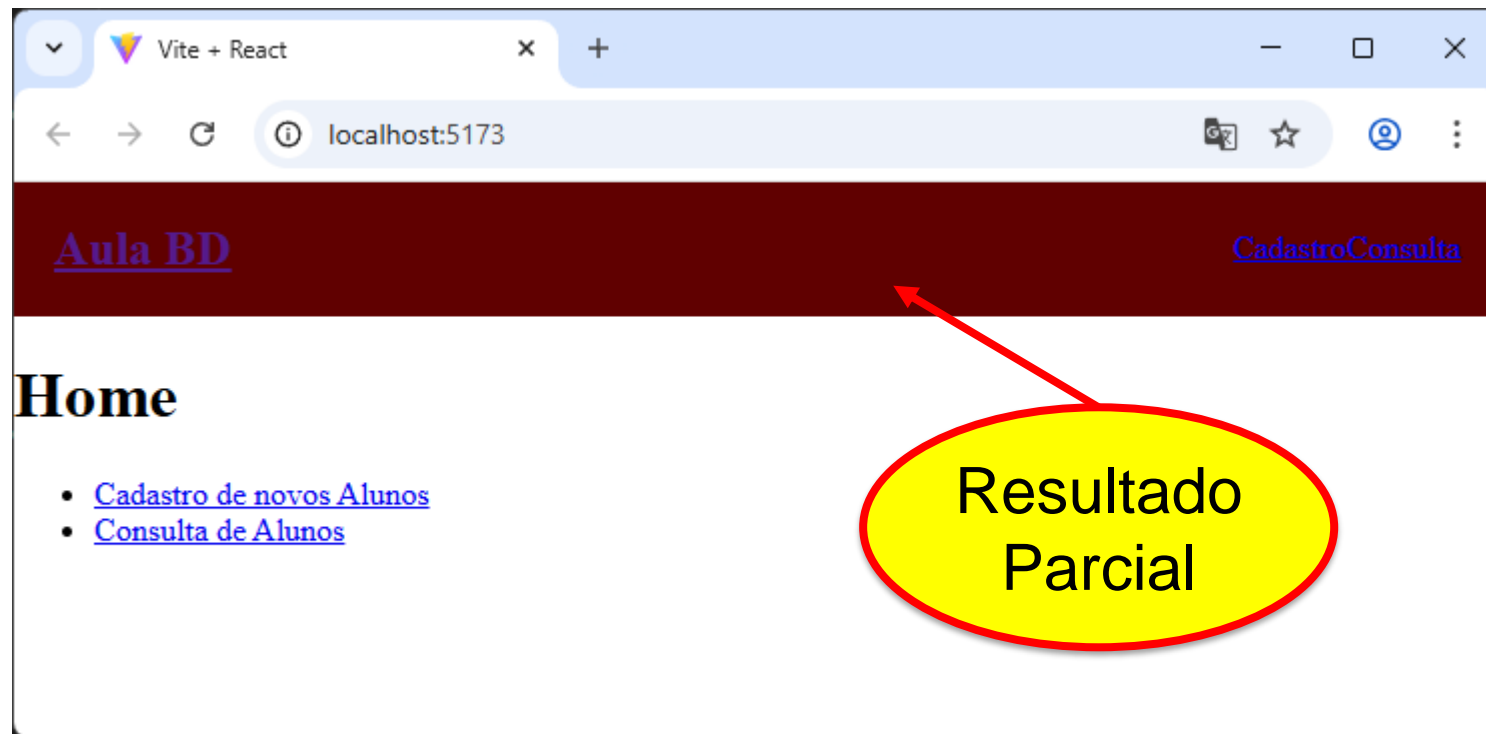 Vite + React
localhost:5173
Aula BD
CadastroConsulta
Home
Cadastro de novos Alunos
Consulta de Alunos
Resultado
Parcial